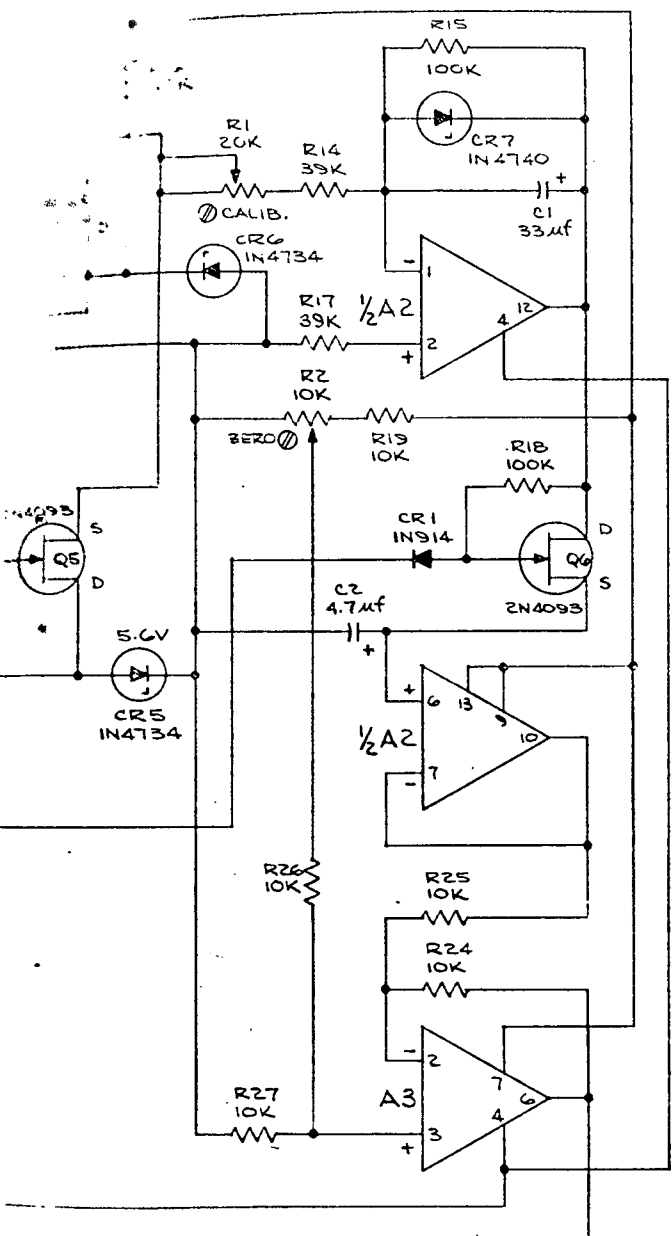 R15
100K
CR7
1N4740
C1
33µf
+
R1
20K
CALIB.
R14
39K
CR6
1N4734
R17
39K
½A2
-
1
2
+
4
12
R2
10K
ZERO
R19
10K
R18
100K
CR1
1N914
D
Q6
S
2N4093
N4093
S
Q5
D
C2
4.7µf
+
5.6V
CR5
1N4734
½A2
+
6
13
9
10
7
-
R26
10K
R25
10K
R24
10K
R27
10K
A3
-
2
7
6
4
3
+